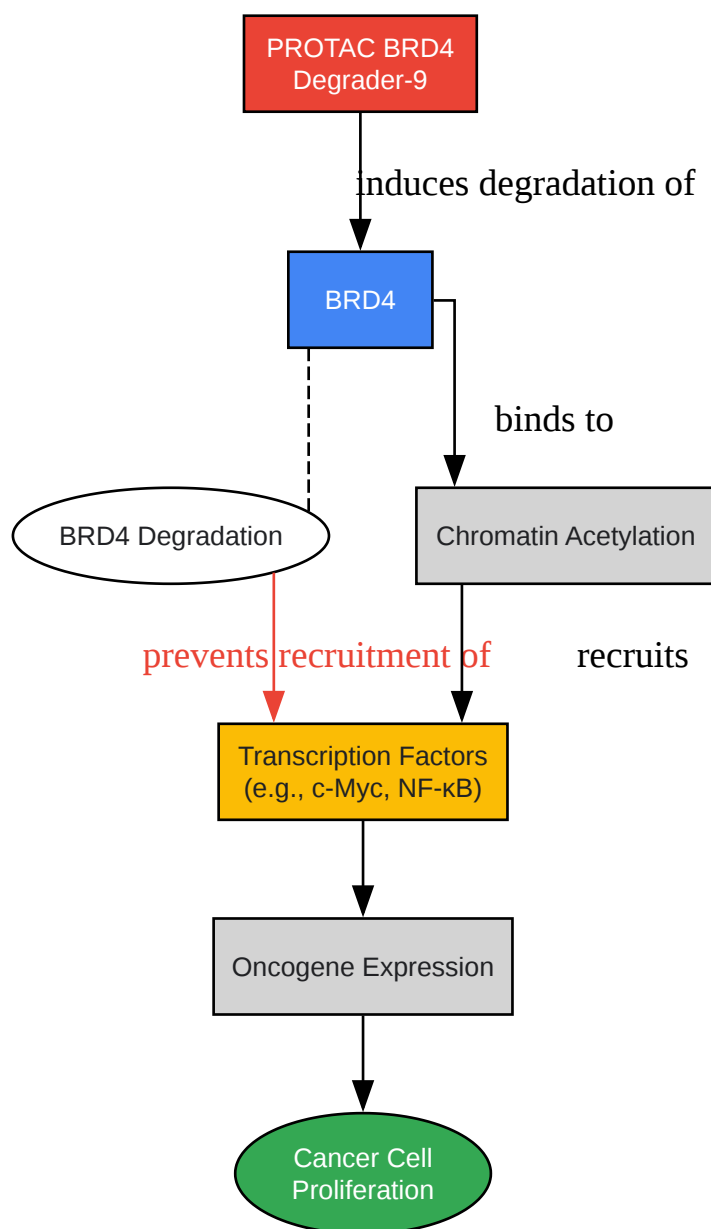 PROTAC BRD4
Degrader-9
induces degradation of
BRD4
binds to
BRD4 Degradation
Chromatin Acetylation
prevents recruitment of
recruits
Transcription Factors
(e.g., c-Myc, NF-κB)
Oncogene Expression
Cancer Cell
Proliferation